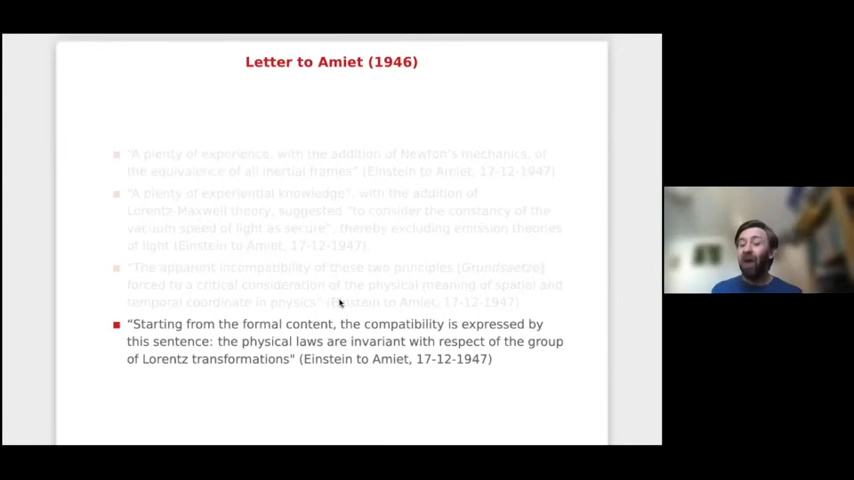 Letter to Amiet (1946)
"A plenty of experience, with the addition of Newton's mechanics, of
the equivalence of all inertial frames" (Einstein to Amiet, 17-12-1947)
"A plenty of experiential knowledge", with the addition of
Lorentz-Maxwell theory, suggested "to consider the constancy of the
vacuum speed of light as secure", thereby excluding emission theories
of light (Einstein to Amiet, 17-12-1947).
"The apparent incompatibility of these two principles [Grundsaetze]
forced to a critical consideration of the physical meaning of spatial and
temporal coordinate in physics" (Einstein to Amiet, 17-12-1947)
"Starting from the formal content, the compatibility is expressed by
this sentence: the physical laws are invariant with respect of the group
of Lorentz transformations" (Einstein to Amiet, 17-12-1947)